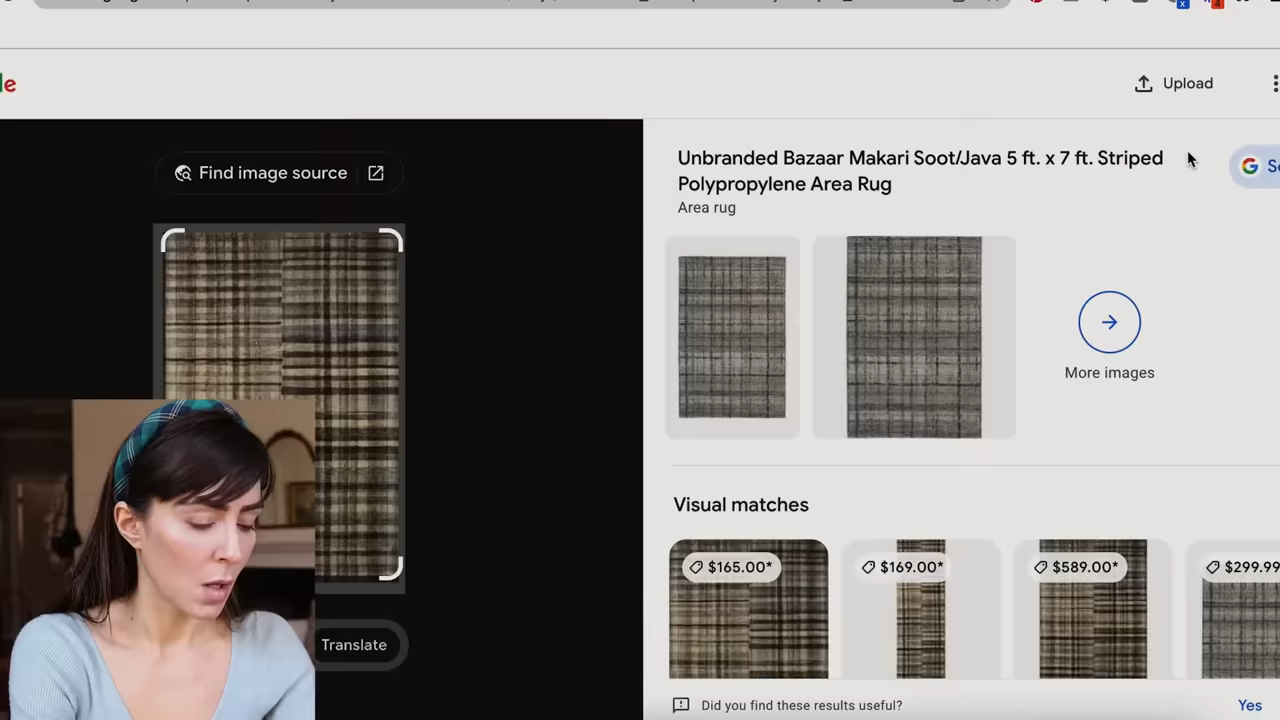 Upload
Find image source
Unbranded Bazaar Makari Soot/Java 5 ft. x 7 ft. Striped
Polypropylene Area Rug
Area rug
More images
Visual matches
$165.00*
$169.00*
$589.00*
$299.99
Translate
Did you find these results useful?
Yes